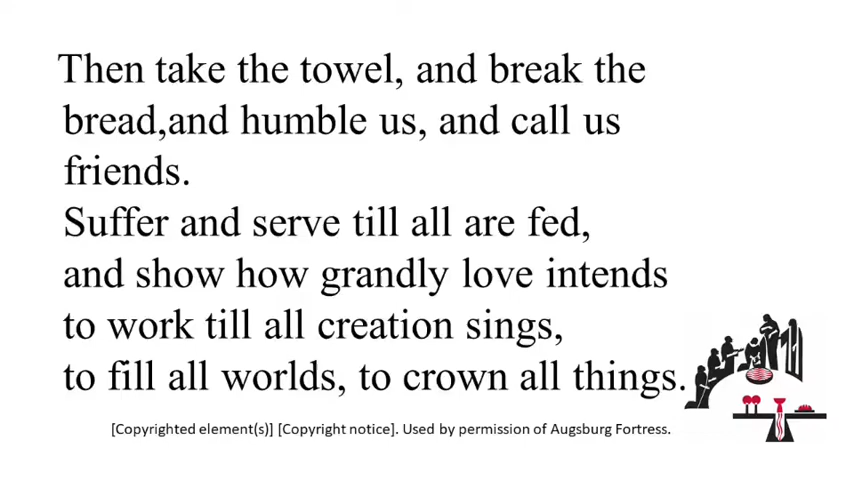 Then take the towel, and break the
bread,and humble us, and call us
friends.
Suffer and serve till all are fed,
and show how grandly love intends
to work till all creation sings,
to fill all worlds, to crown all things.
[Copyrighted element(s)] [Copyright notice]. Used by permission of Augsburg Fortress.